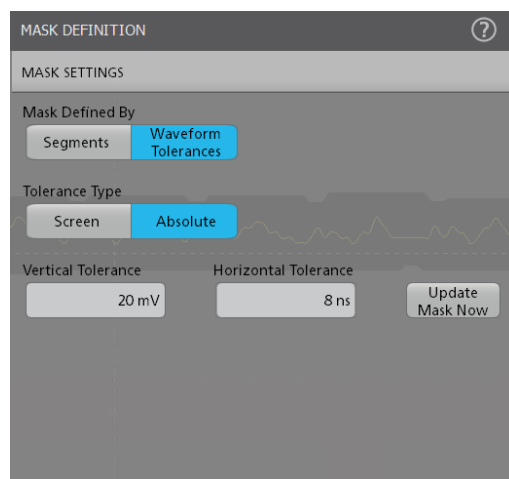 MASK DEFINITION
?
MASK SETTINGS
Mask Defined By
Segments
Waveform
Tolerances
Tolerance Type
Screen
Absolute
Vertical Tolerance
Horizontal Tolerance
20 mV
8 ns
Update
Mask Now